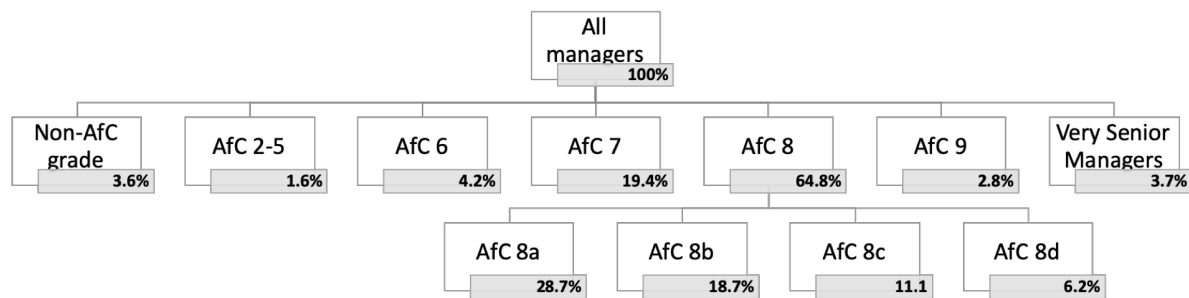 All
managers
100%
Non-AfC
grade
3.6%
AfC 2-5
1.6%
AfC 6
4.2%
AfC 7
19.4%
AfC 8
64.8%
AfC 9
2.8%
Very Senior
Managers
3.7%
AfC 8a
28.7%
AfC 8b
18.7%
AfC 8c
11.1
AfC 8d
6.2%